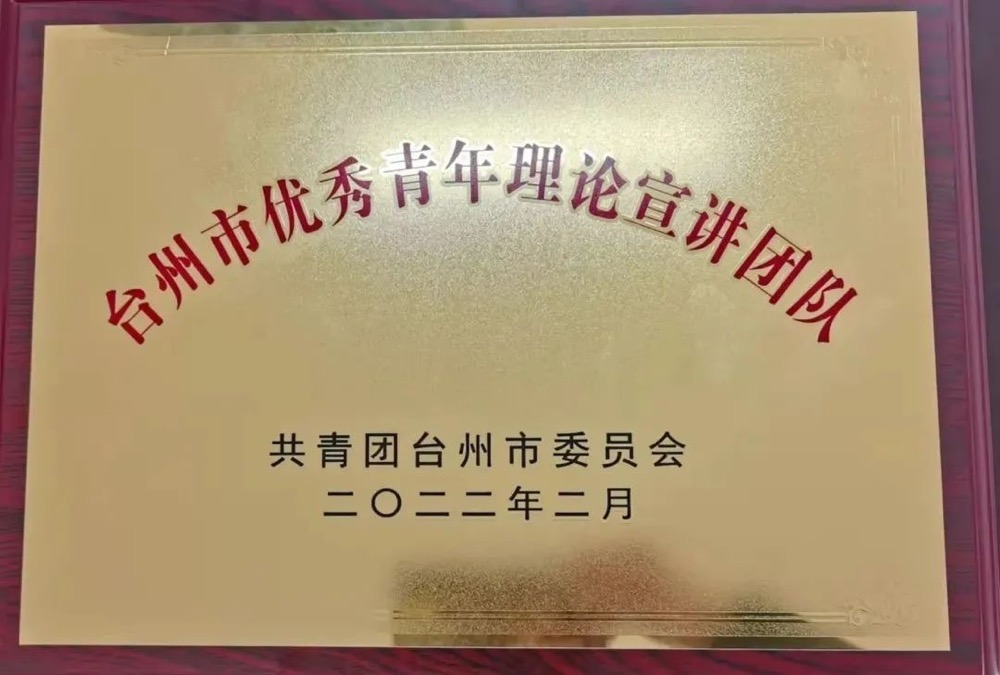 台州市优秀青年理论宣讲团队
共青团台州市委员会
二〇二二年二月